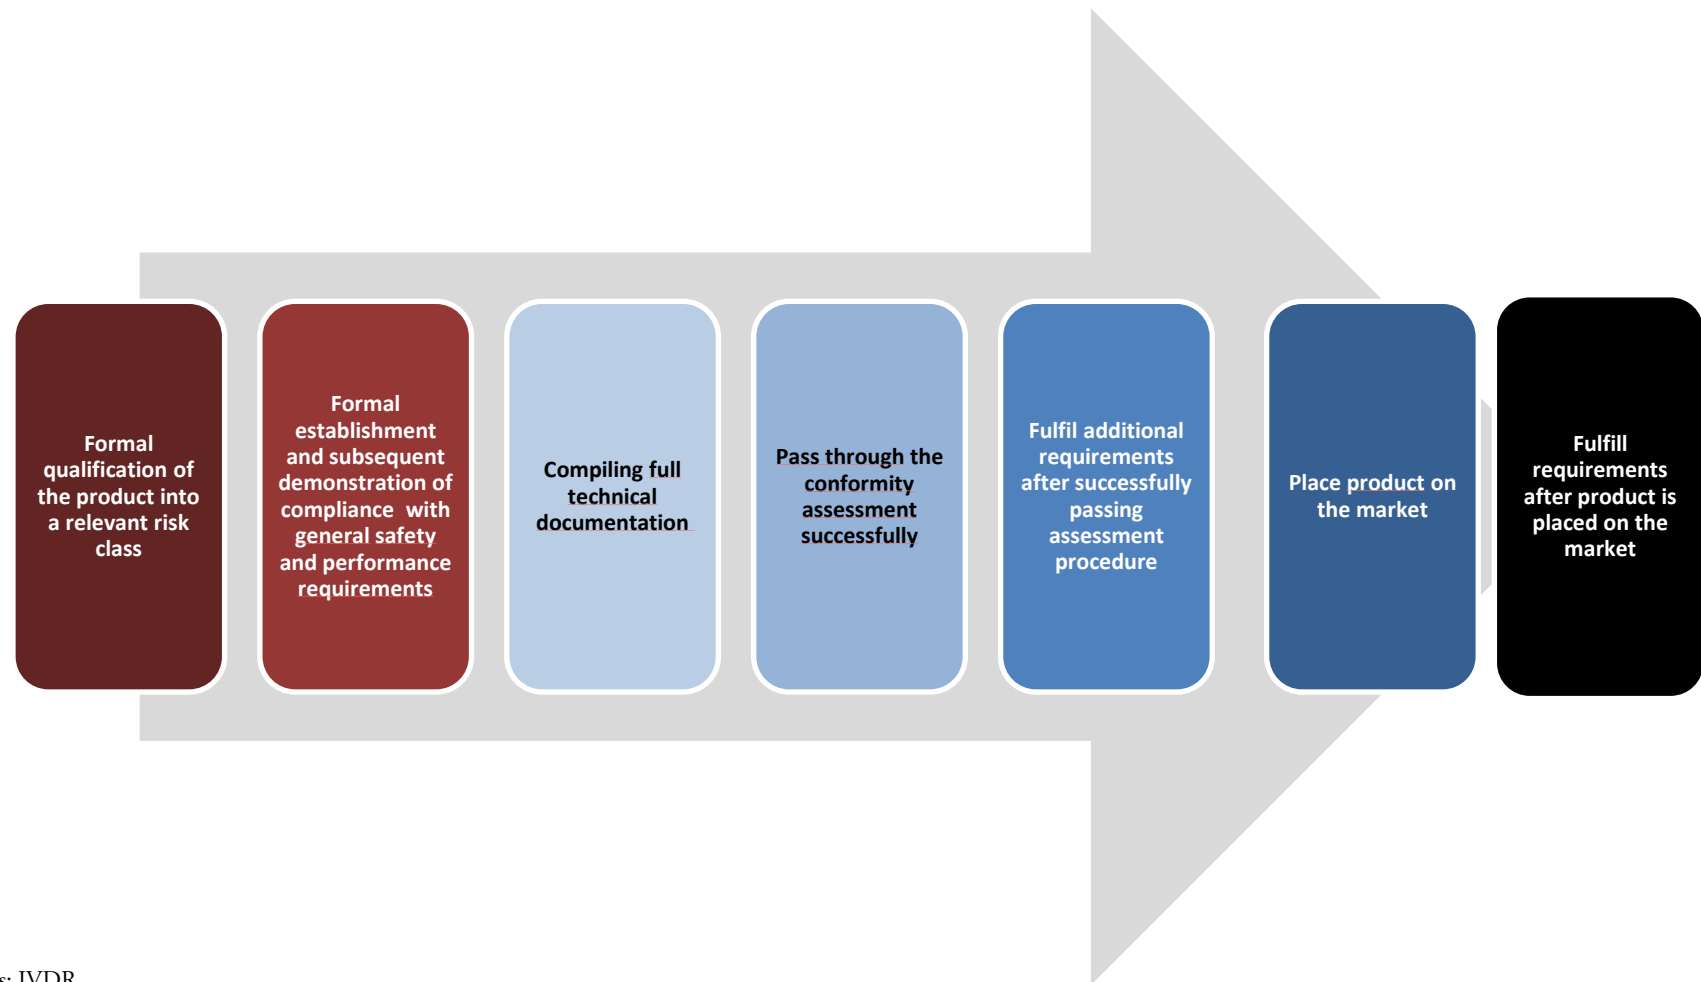 Formal
qualification of
the product into
a relevant risk
class
Formal
establishment
and subsequent
demonstration of
compliance with
general safety
and performance
requirements
Compiling full
technical
documentation
Pass through the
conformity
assessment
successfully
Fulfil additional
requirements
after successfully
passing
assessment
procedure
Place product on
the market
Fulfill
requirements
after product is
placed on the
market
s: IVDR